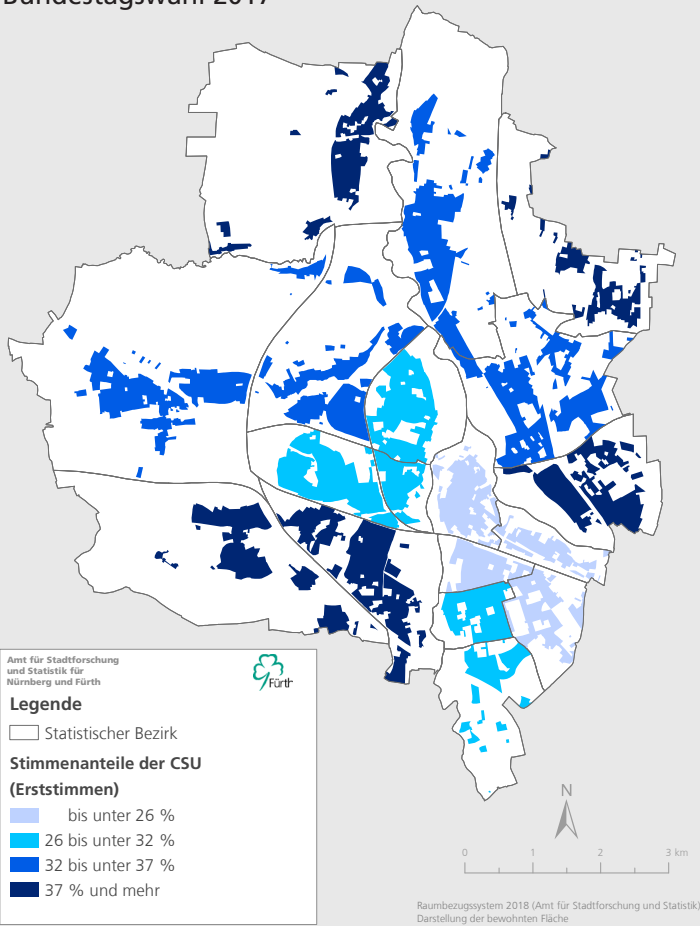 Bundestagswahl 2017
Amt für Stadtforschung
und Statistik für
Nürnberg und Fürth
Fürth
Legende
Statistischer Bezirk
Stimmenanteile der CSU
(Erststimmen)
bis unter 26 %
26 bis unter 32 %
32 bis unter 37 %
37 % und mehr
N
0 1 2 3 km
Raumbezugssystem 2018 (Amt für Stadtforschung und Statistik)
Darstellung der bewohnten Fläche